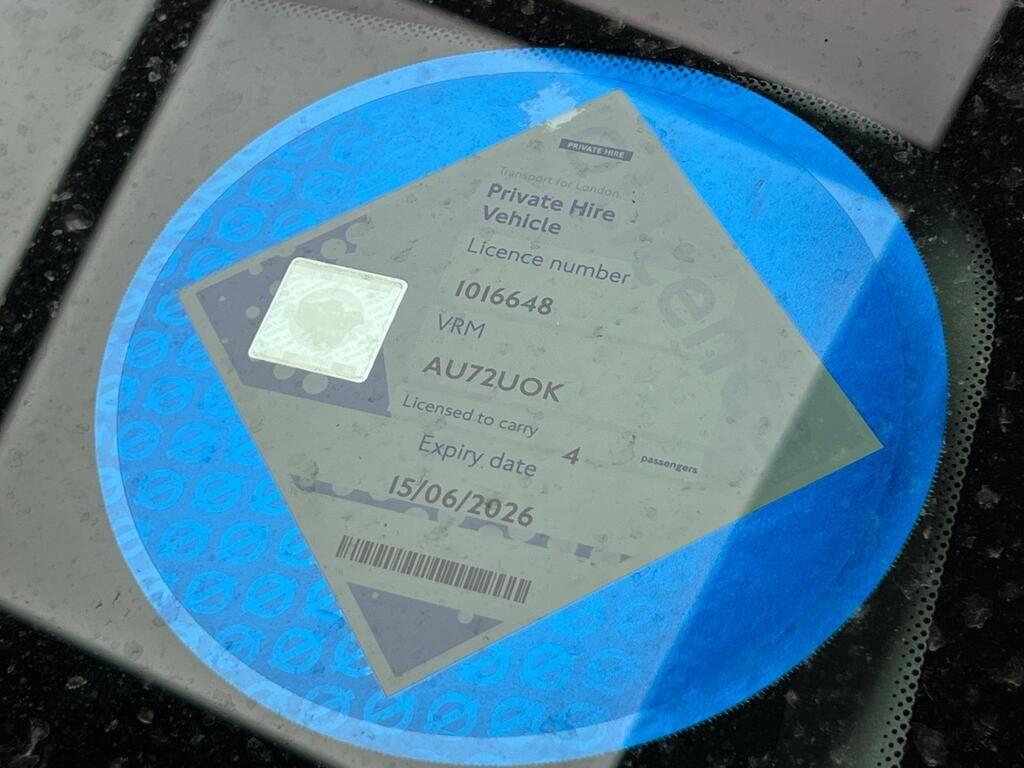 PRIVATE HIRE
Transport for London
Private Hire
Vehicle
Licence number
1016648
VRM
AU72UOK
Licensed to carry
4 passengers
Expiry date
15/06/2026